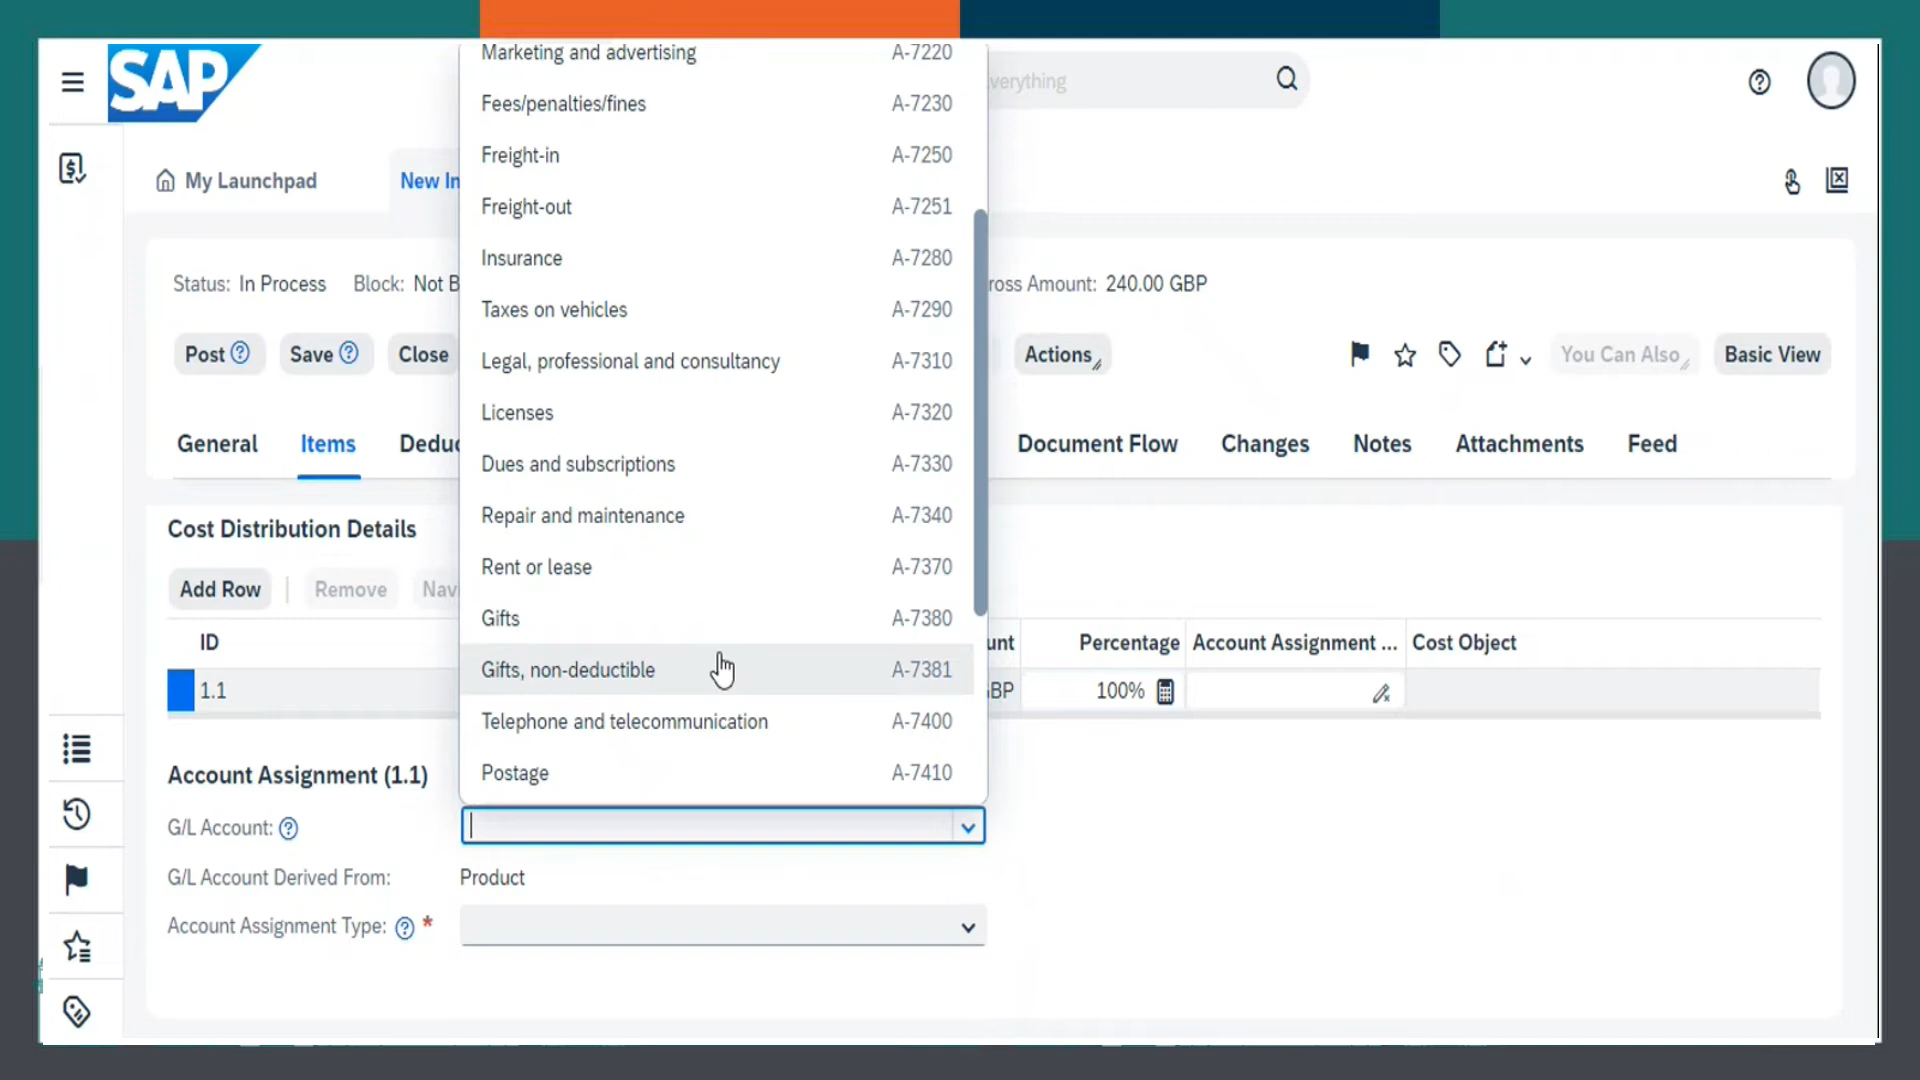 SAP
verything
My Launchpad
New In
Status: In Process
Block: Not B
ross Amount: 240.00 GBP
Post
Save
Close
Actions
You Can Also
Basic View
General
Items
Deduc
Document Flow
Changes
Notes
Attachments
Feed
Marketing and advertising A-7220
Fees/penalties/fines A-7230
Freight-in A-7250
Freight-out A-7251
Insurance A-7280
Taxes on vehicles A-7290
Legal, professional and consultancy A-7310
Licenses A-7320
Dues and subscriptions A-7330
Repair and maintenance A-7340
Rent or lease A-7370
Gifts A-7380
Gifts, non-deductible A-7381
Telephone and telecommunication A-7400
Postage A-7410
Cost Distribution Details
Add Row
Remove
Navi
ID
unt
Percentage
Account Assignment ...
Cost Object
1.1
BP
100%
Account Assignment (1.1)
G/L Account:
G/L Account Derived From: Product
Account Assignment Type: *